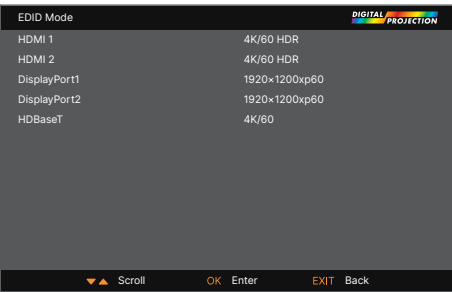 EDID Mode
DIGITAL PROJECTION
HDMI 1 4K/60 HDR
HDMI 2 4K/60 HDR
DisplayPort1 1920×1200xp60
DisplayPort2 1920×1200xp60
HDBaseT 4K/60
Scroll OK Enter EXIT Back